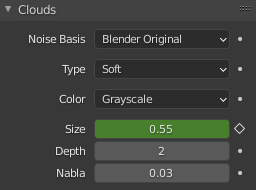 Clouds
Noise Basis Blender Original
Type Soft
Color Grayscale
Size 0.55
Depth 2
Nabla 0.03